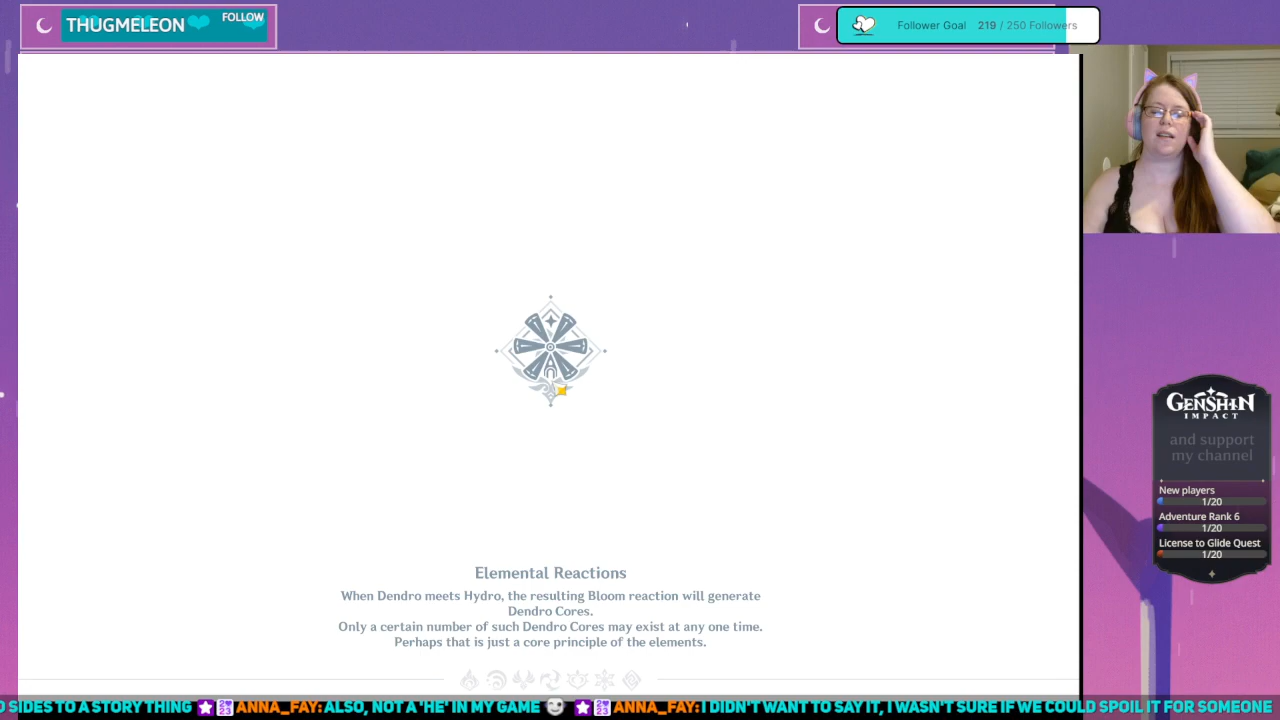 THUGMELEON
FOLLOW
Follower Goal 219 / 250 Followers
GENSHIN
IMPACT
and support
my channel
New players
1/20
Adventure Rank 6
1/20
License to Glide Quest
1/20
Elemental Reactions
When Dendro meets Hydro, the resulting Bloom reaction will generate
Dendro Cores.
Only a certain number of such Dendro Cores may exist at any one time.
Perhaps that is just a core principle of the elements.
SIDES TO A STORY THING ANNA_FAY: ALSO, NOT A 'HE' IN MY GAME ANNA_FAY: I DIDN'T WANT TO SAY IT, I WASN'T SURE IF WE COULD SPOIL IT FOR SOMEONE